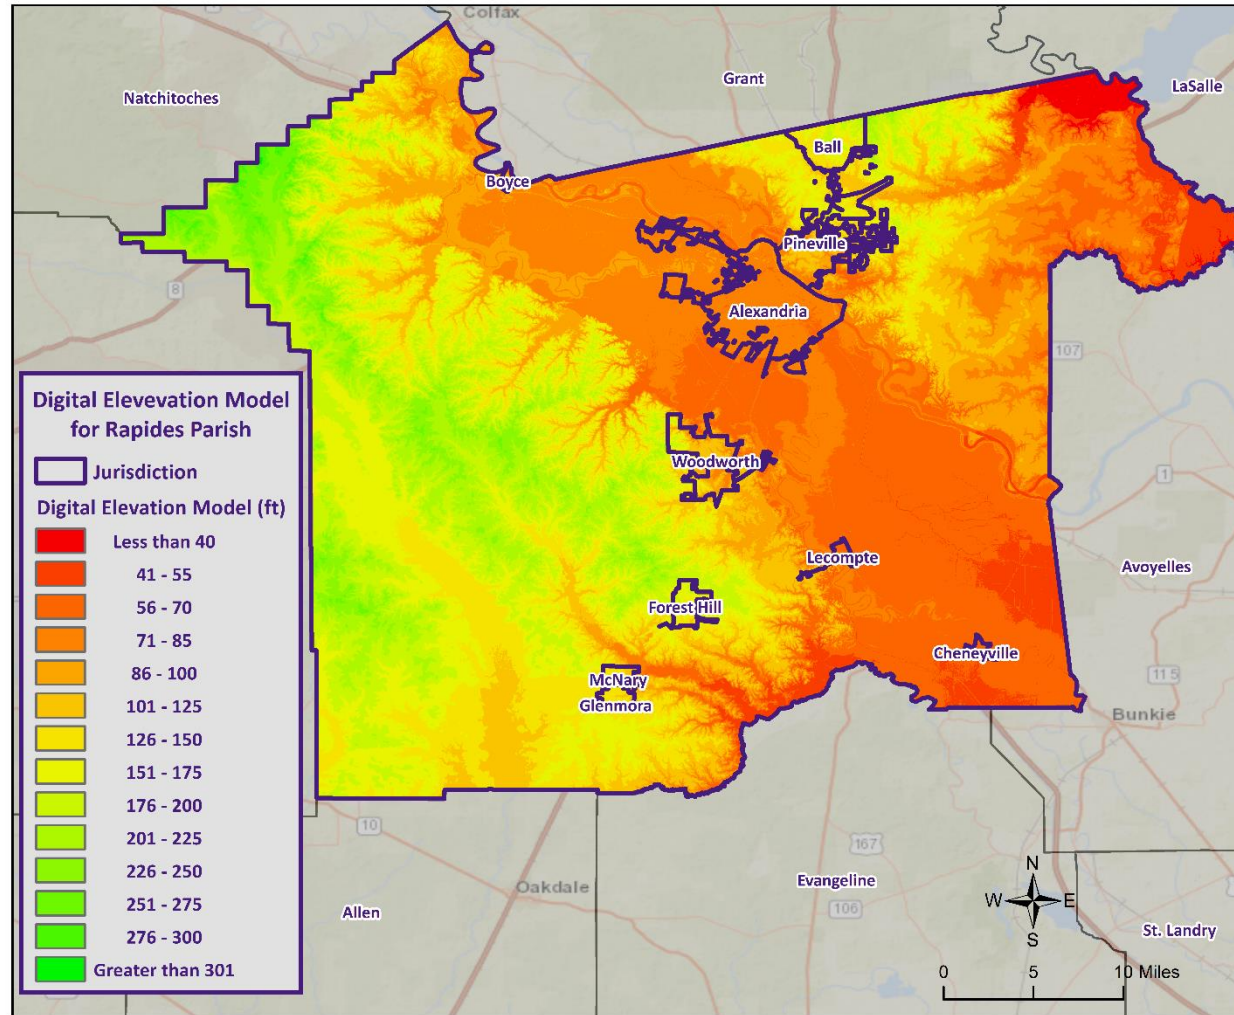 Colfax
Grant
LaSalle
Natchitoches
Ball
Boyce
Pineville
8
Alexandria
107
Digital Elevevation Model
for Rapides Parish
Jurisdiction
Digital Elevation Model (ft)
Less than 40
41 - 55
56 - 70
71 - 85
86 - 100
101 - 125
126 - 150
151 - 175
176 - 200
201 - 225
226 - 250
251 - 275
276 - 300
Greater than 301
Woodworth
1
Lecompte
Avoyelles
Forest Hill
Cheneyville
McNary
115
Glenmora
Bunkie
10
167
Oakdale
Evangeline
106
Allen
St. Landry
N
W E
S
0 5 10 Miles